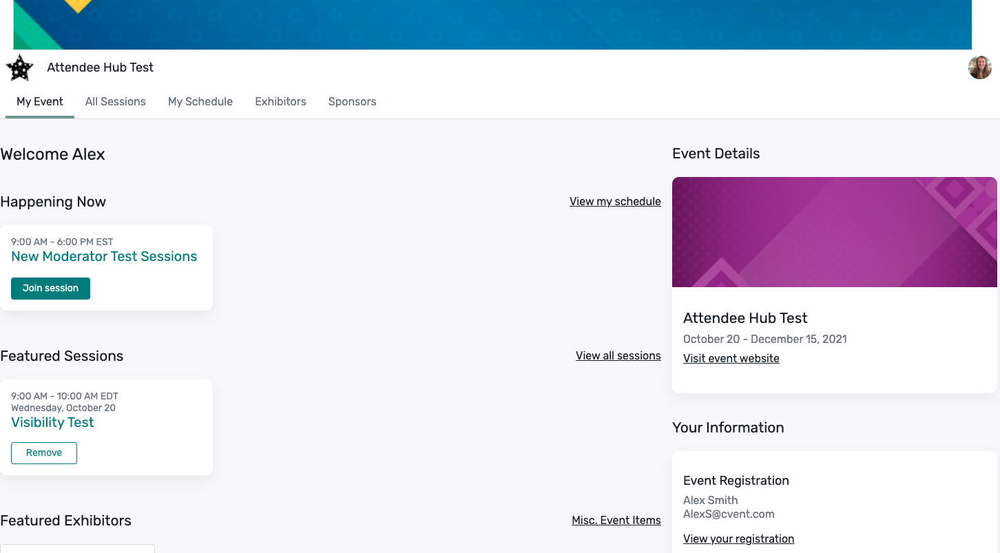 Attendee Hub Test
My Event
All Sessions
My Schedule
Exhibitors
Sponsors
Welcome Alex
Happening Now
View my schedule
9:00 AM - 6:00 PM EST
New Moderator Test Sessions
Join session
Featured Sessions
View all sessions
9:00 AM - 10:00 AM EDT
Wednesday, October 20
Visibility Test
Remove
Featured Exhibitors
Misc. Event Items
Event Details
Attendee Hub Test
October 20 - December 15, 2021
Visit event website
Your Information
Event Registration
Alex Smith
AlexS@cvent.com
View your registration